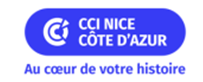 CCI NICE
CÔTE D'AZUR
Au cœur de votre histoire